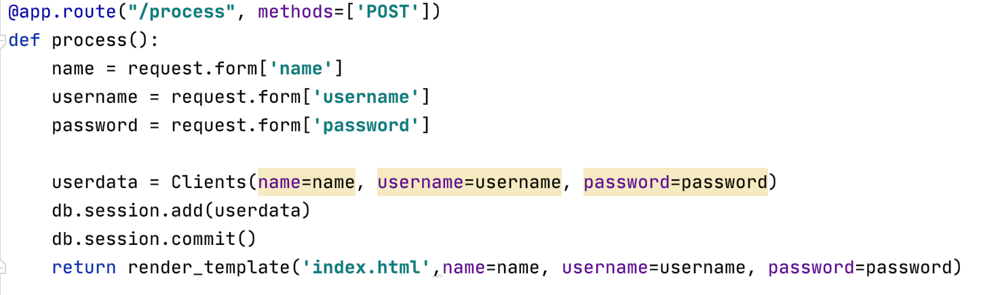 @app.route("/process", methods=['POST'])
def process():
    name = request.form['name']
    username = request.form['username']
    password = request.form['password']

    userdata = Clients(name=name, username=username, password=password)
    db.session.add(userdata)
    db.session.commit()
    return render_template('index.html',name=name, username=username, password=password)